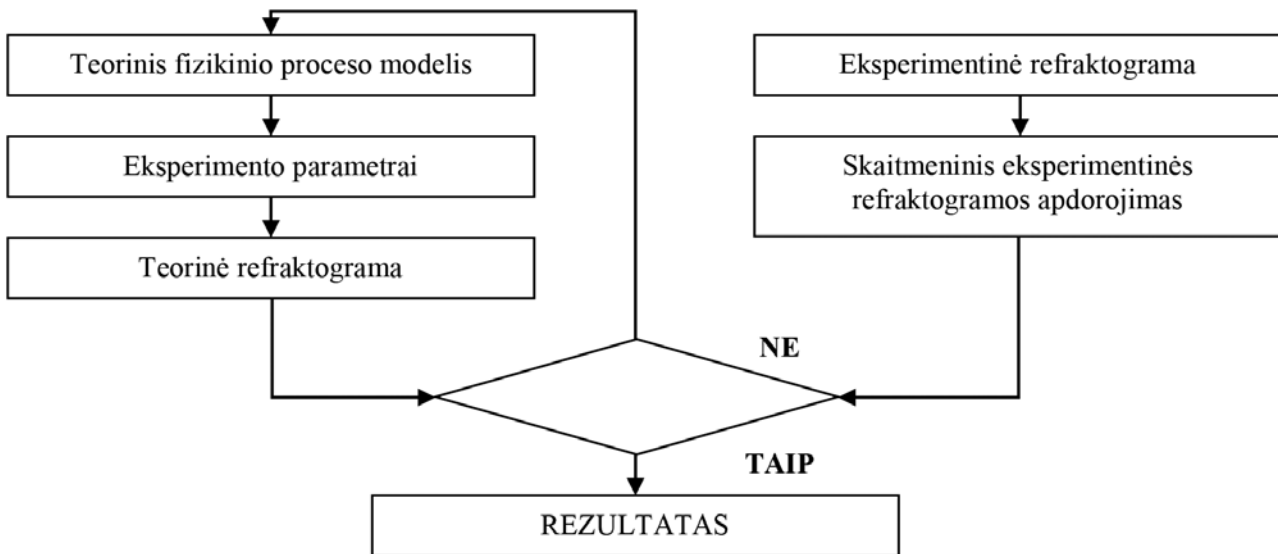 Teorinis fizikinio proceso modelis
Eksperimento parametrai
Teorinė refraktograma
Eksperimentinė refraktograma
Skaitmeninis eksperimentinės
refraktogramos apdorojimas
NE
TAIP
REZULTATAS